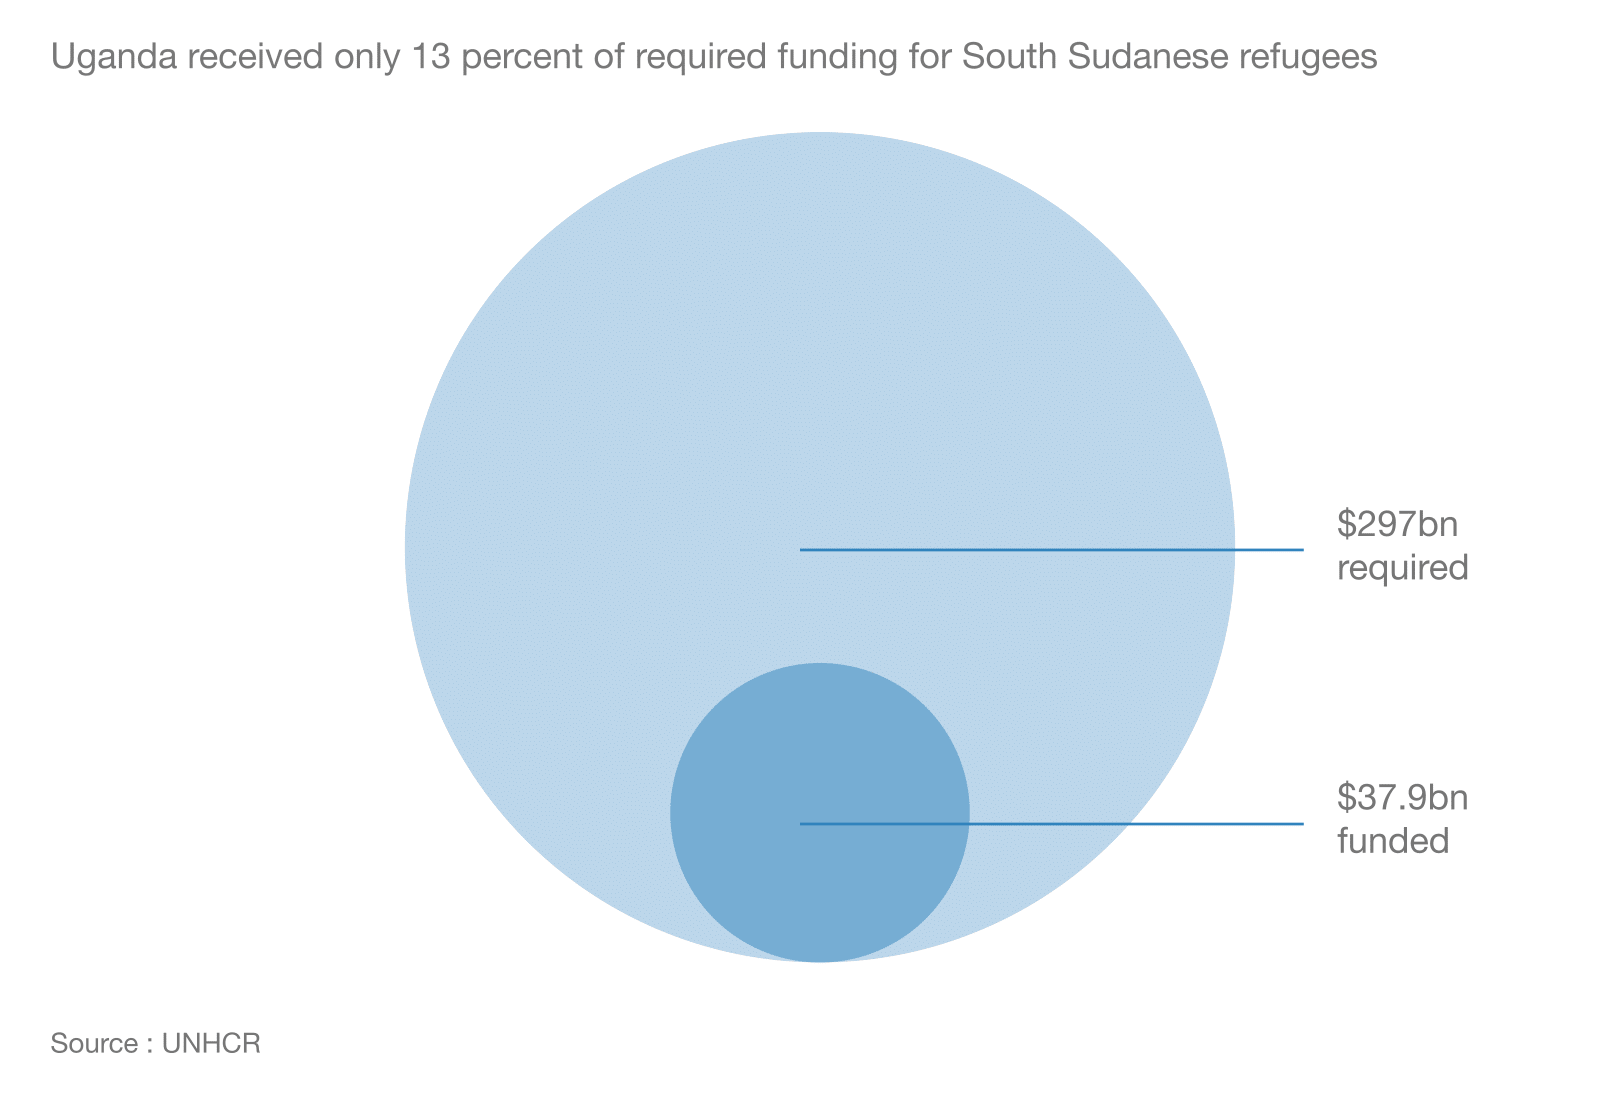 Uganda received only 13 percent of required funding for South Sudanese refugees
$297bn
required
$37.9bn
funded
Source : UNHCR